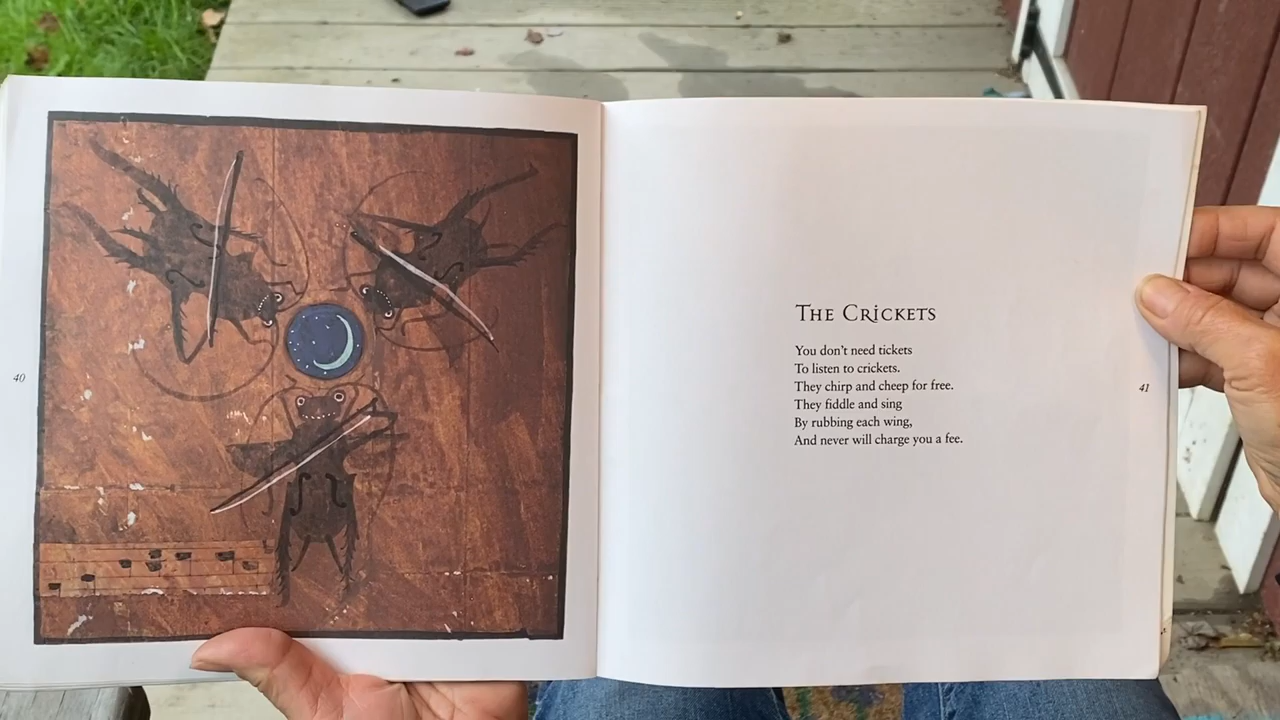 40
The Crickets
You don't need tickets
To listen to crickets.
They chirp and cheep for free.
They fiddle and sing
By rubbing each wing,
And never will charge you a fee.
41